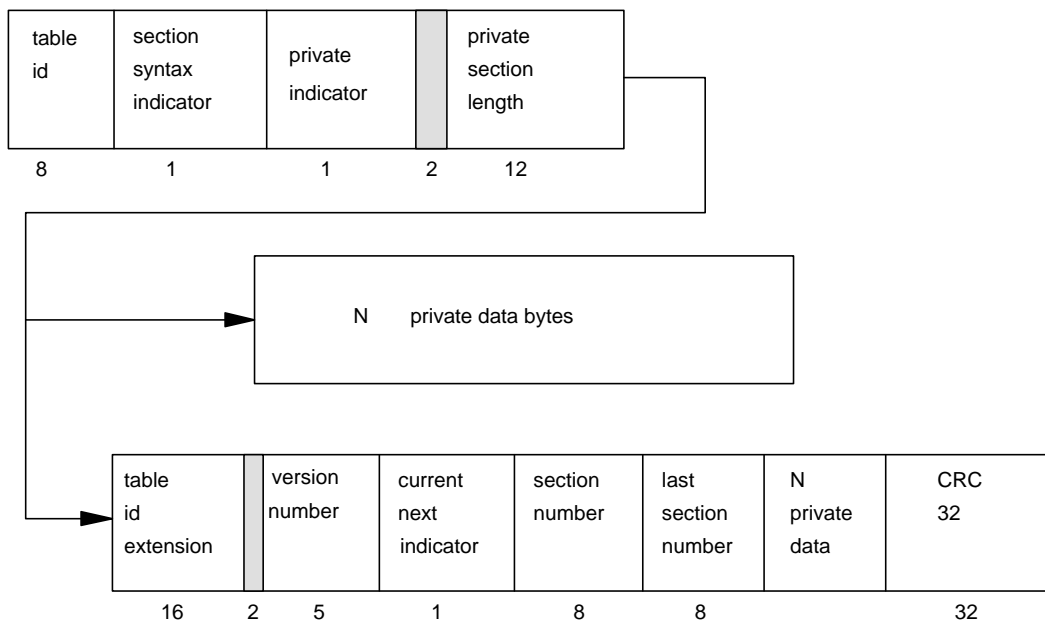 table
id
section
syntax
indicator
private
indicator
private
section
length
8
1
1
2
12
N private data bytes
table
id
extension
version
number
current
next
indicator
section
number
last
section
number
N
private
data
CRC
32
16
2
5
1
8
8
32